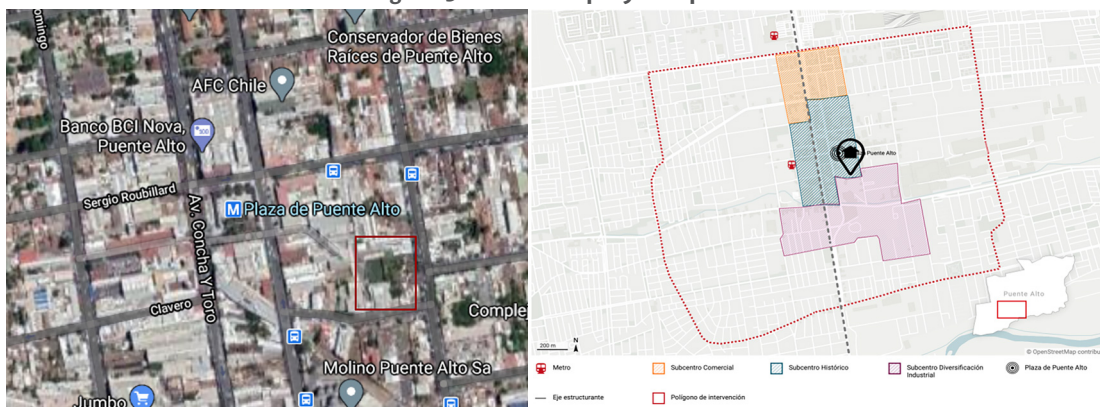 omingo
Conservador de Bienes
Raíces de Puente Alto
AFC Chile
Banco BCI Nova,
Puente Alto
Sergio Roubillard
M Plaza de Puente Alto
Av. Concha Y Toro
Clavero
Comple
Molino Puente Alto Sa
Jumbo
Puente Alto
Puente Alto
200 m
N
© OpenStreetMap contribu
Metro
Subcentro Comercial
Subcentro Histórico
Subcentro Diversificación
Industrial
Plaza de Puente Alto
Eje estructurante
Polígono de intervención